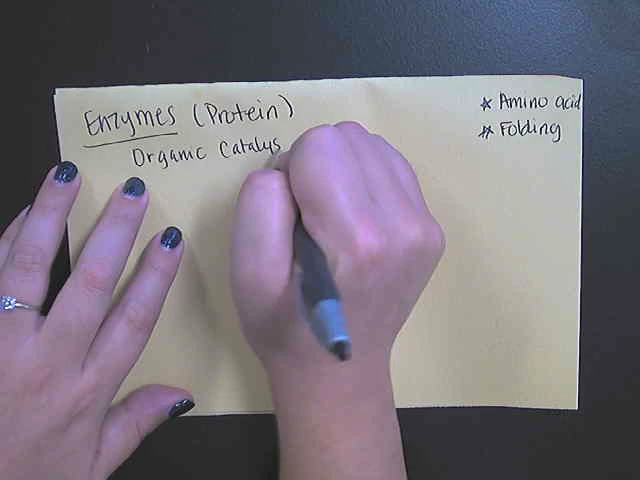 Enzymes (Protein)
Organic Catalys
* Amino acid
* Folding